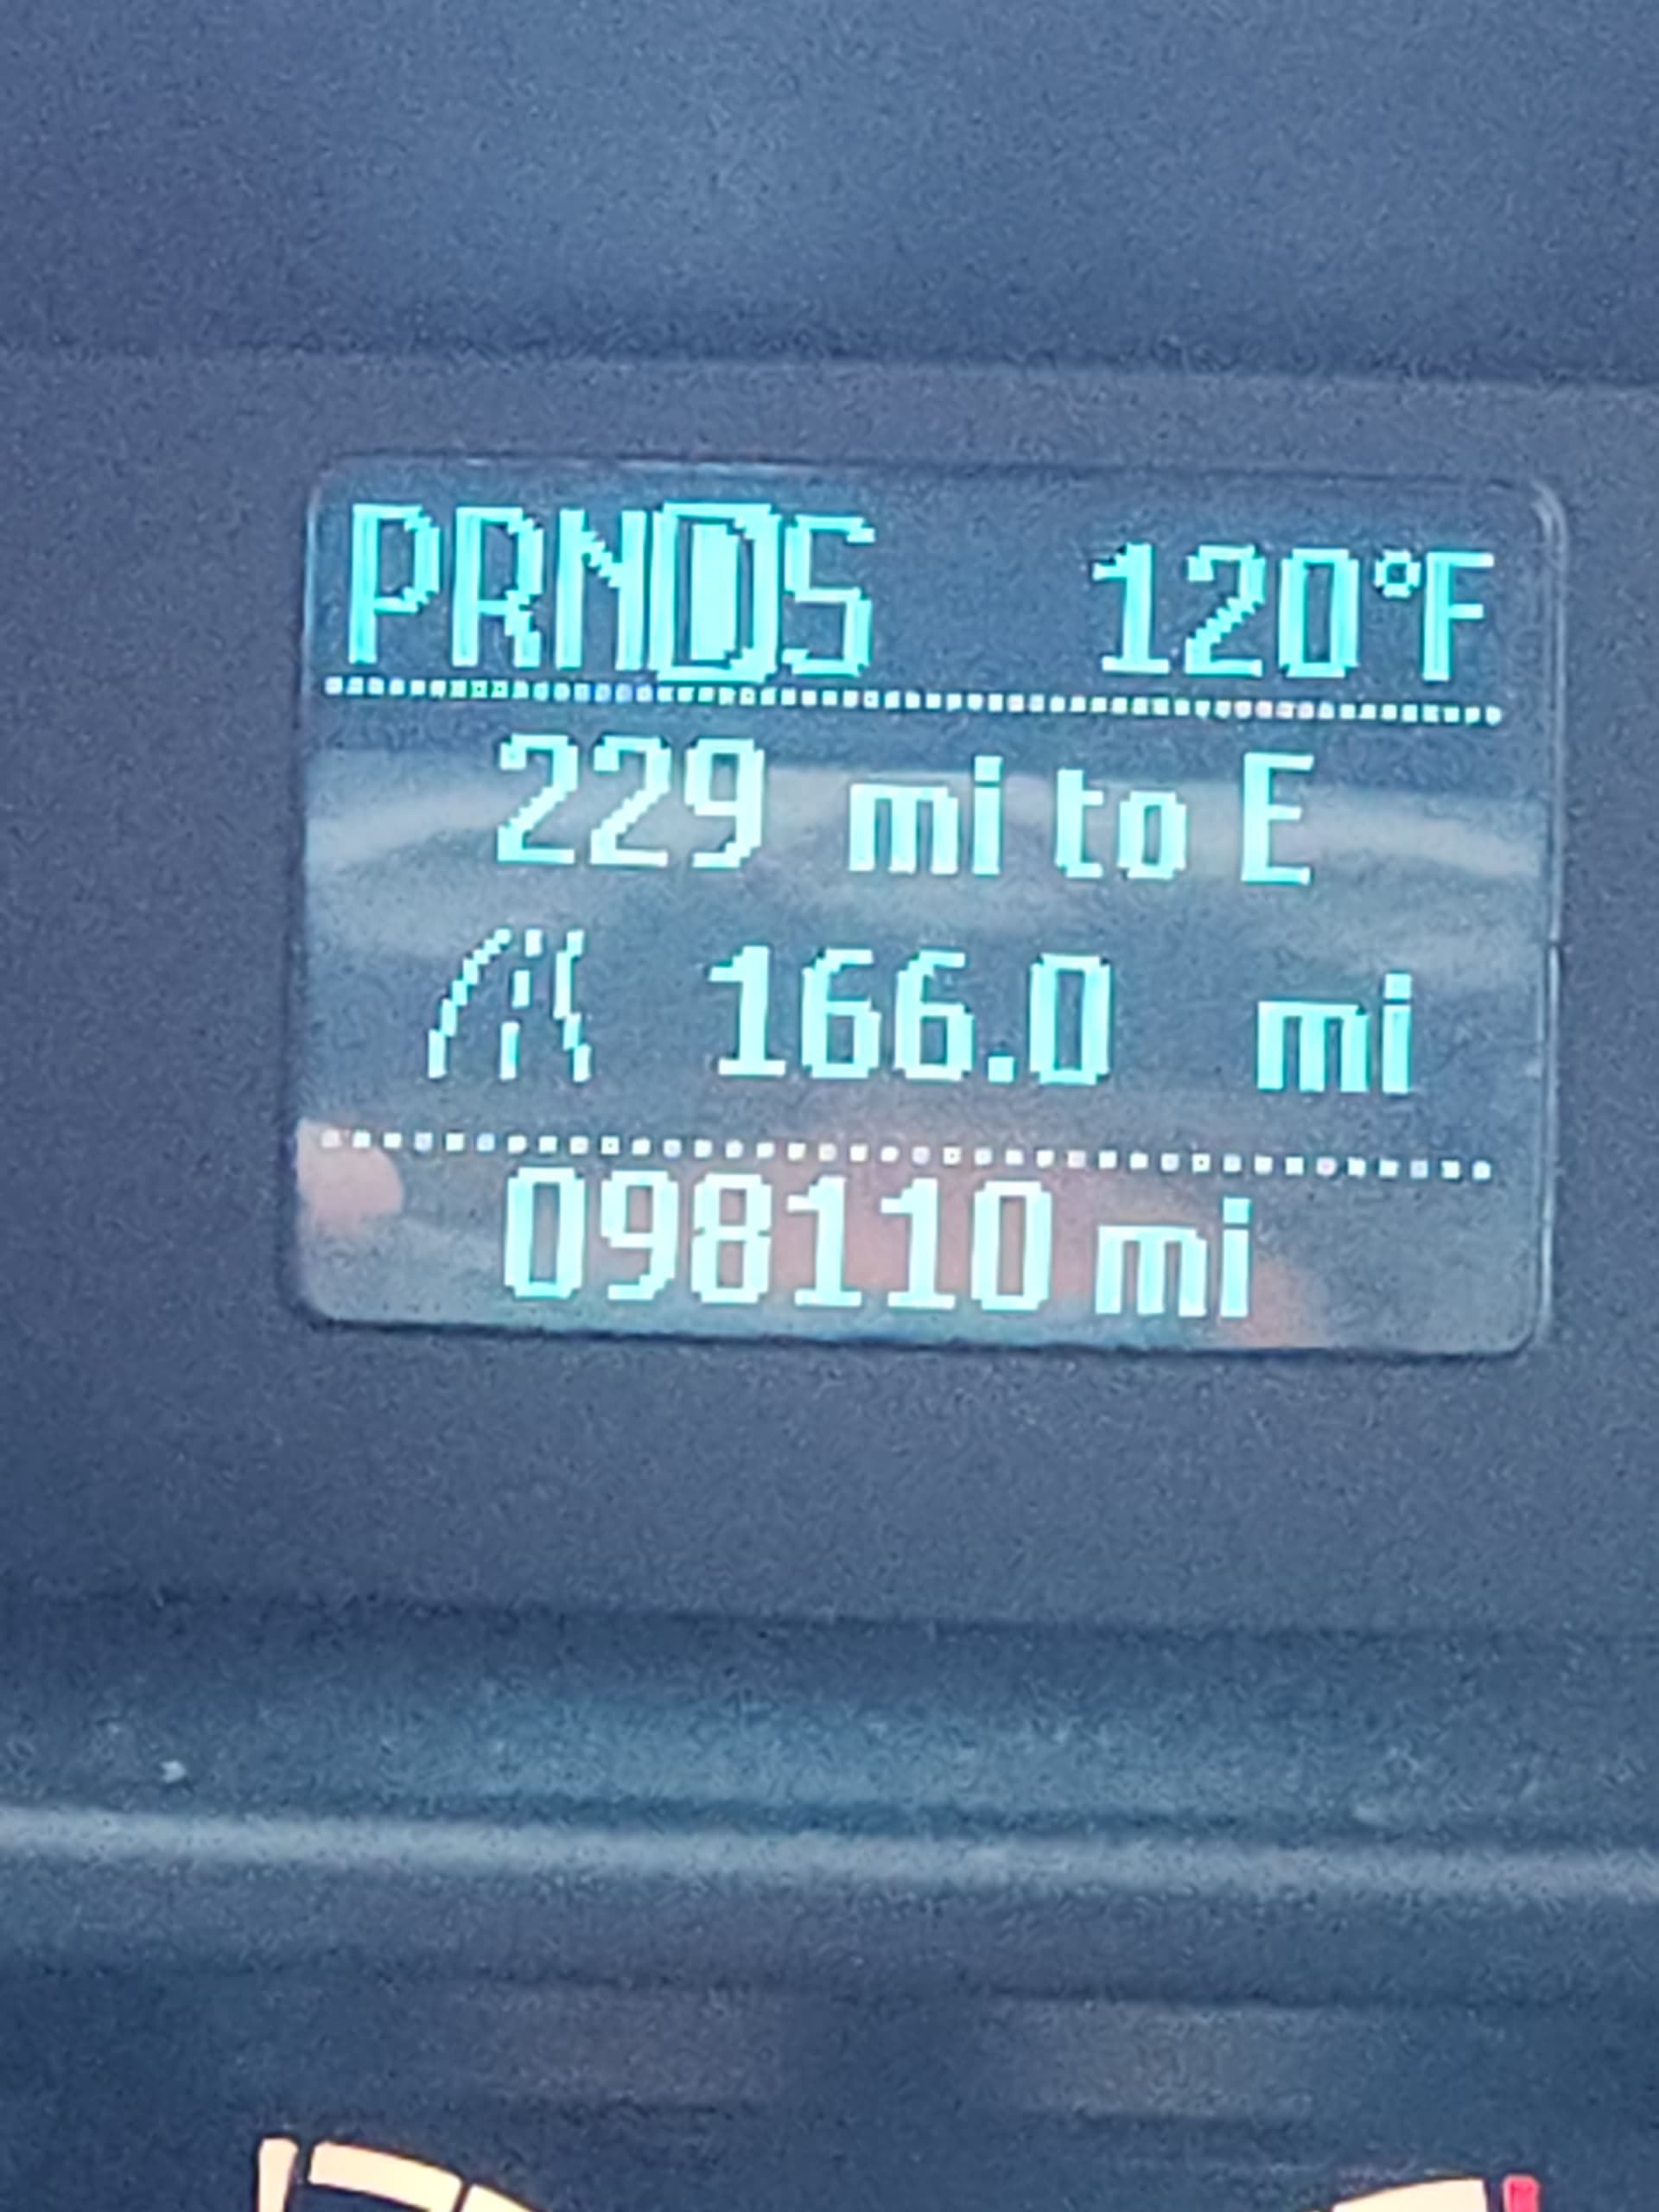 PRNDS 120°F
229 mi to E
166.0 mi
098110 mi